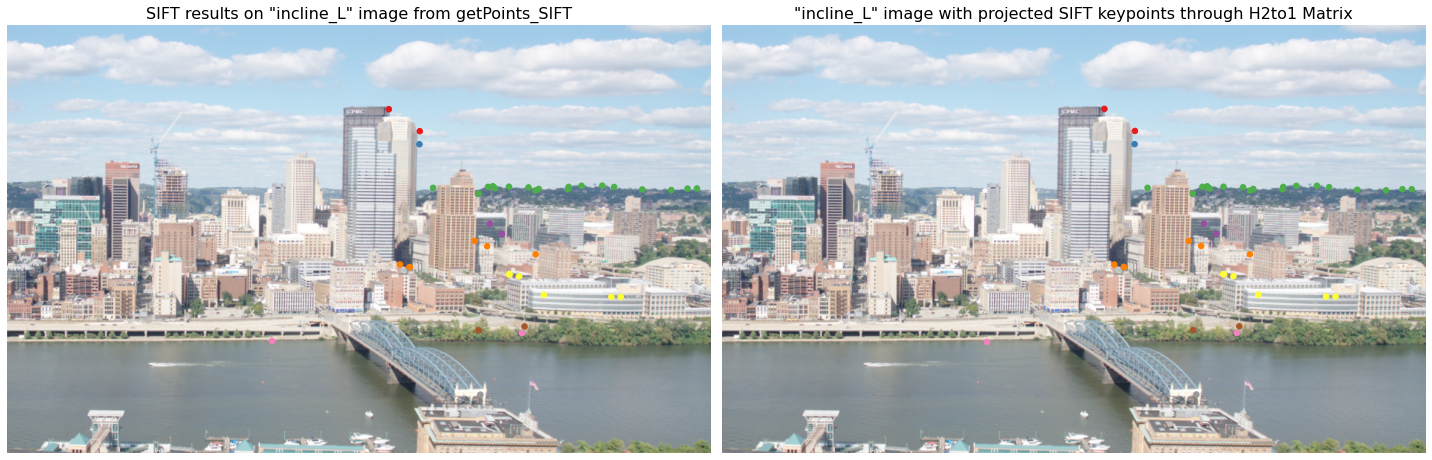 SIFT results on "incline_L" image from getPoints_SIFT
"incline_L" image with projected SIFT keypoints through H2to1 Matrix